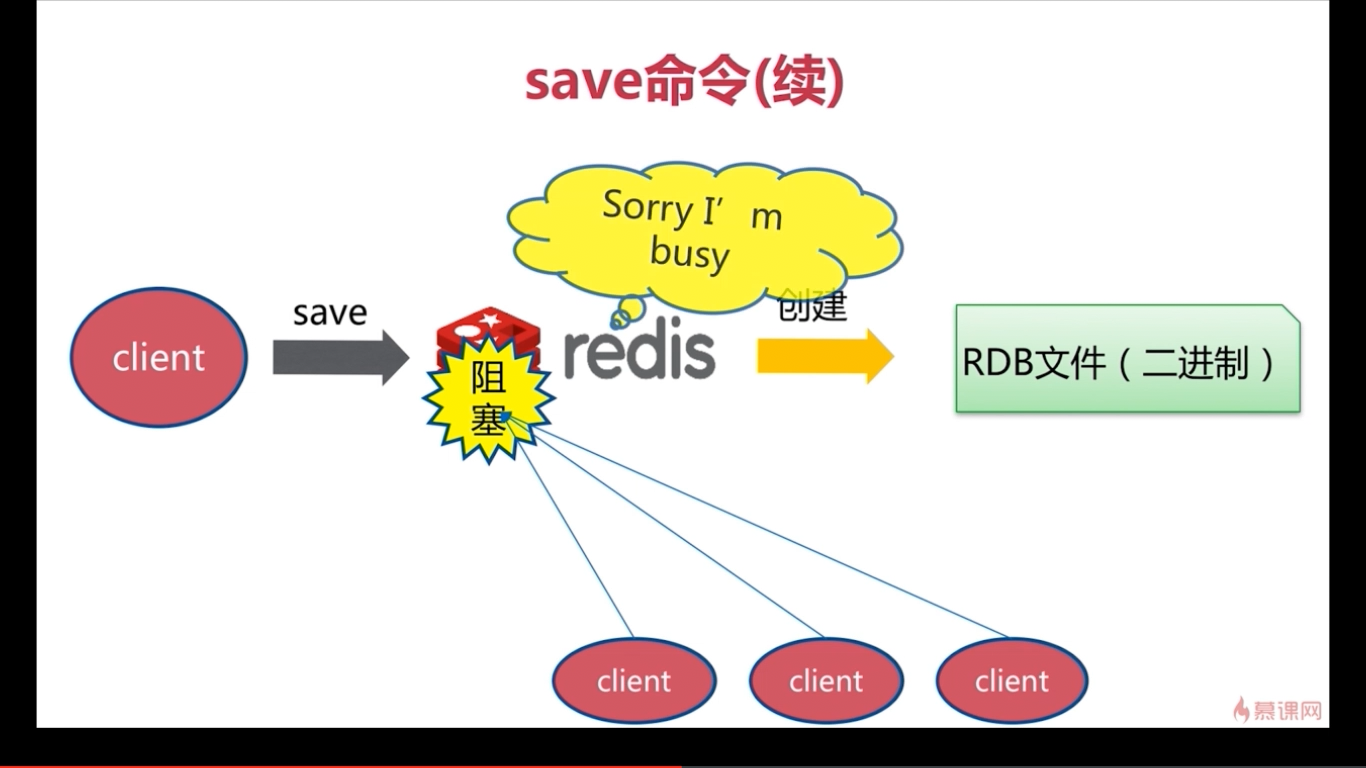 save命令(续)
Sorry I’ m
busy
save
创建
client
redis
RDB文件（二进制）
阻
塞
client
client
client
慕课网